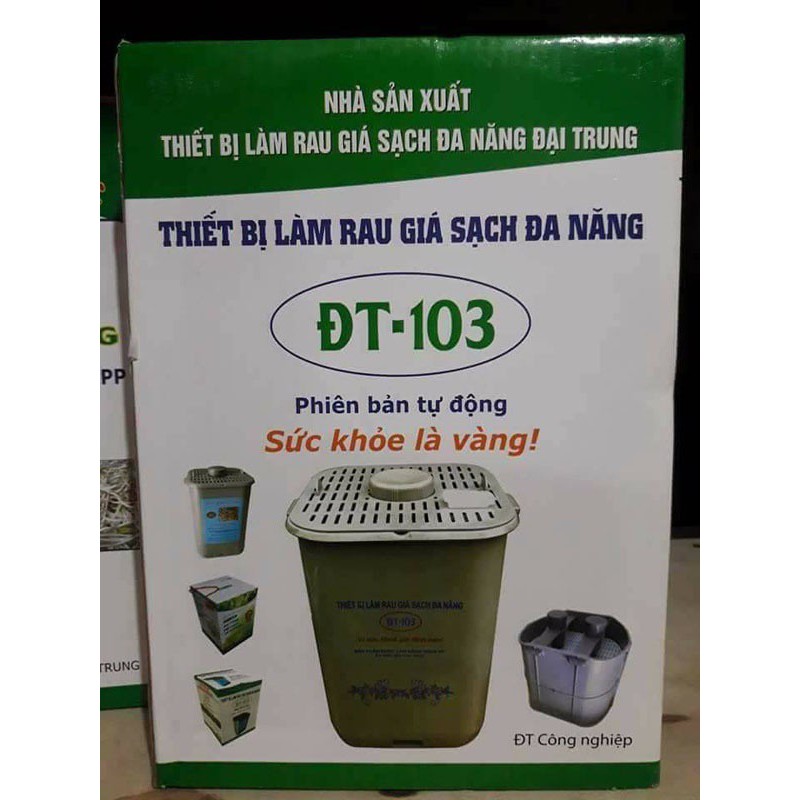 NHÀ SẢN XUẤT
THIẾT BỊ LÀM RAU GIÁ SẠCH ĐA NĂNG ĐẠI TRUNG
THIẾT BỊ LÀM RAU GIÁ SẠCH ĐA NĂNG
ĐT-103
Phiên bản tự động
Sức khỏe là vàng!
THIẾT BỊ LÀM RAU GIÁ SẠCH ĐA NĂNG
ĐT-103
ĐT Công nghiệp
G
PP
TRUNG